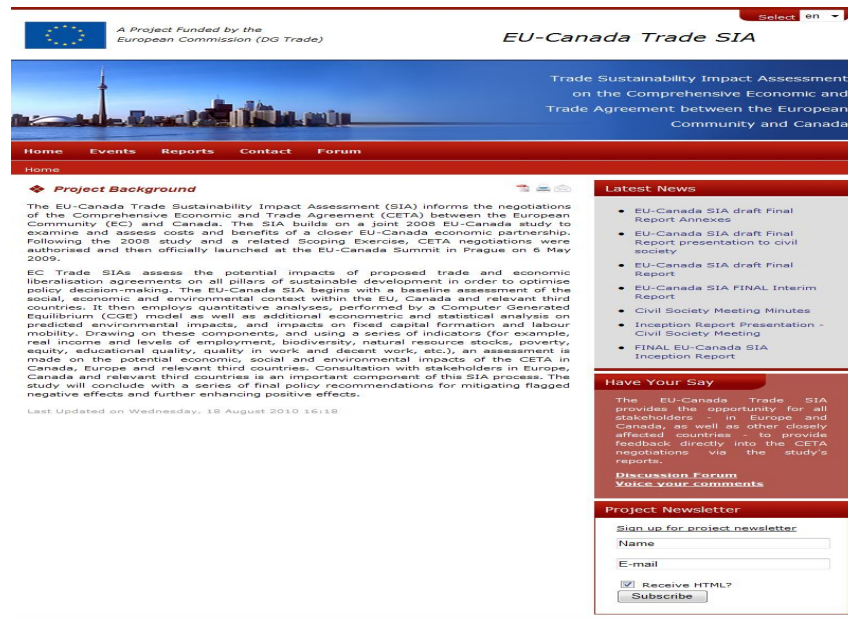 Select en
A Project Funded by the
European Commission (DG Trade)
EU-Canada Trade SIA
Trade Sustainability Impact Assessment
on the Comprehensive Economic and
Trade Agreement between the European
Community and Canada
Home Events Reports Contact Forum
Home
Project Background
The EU-Canada Trade Sustainability Impact Assessment (SIA) informs the negotiations
of the Comprehensive Economic and Trade Agreement (CETA) between the European
Community (EC) and Canada. The SIA builds on a joint 2008 EU-Canada study to
examine and assess costs and benefits of a closer EU-Canada economic partnership.
Following the 2008 study and a related Scoping Exercise, CETA negotiations were
authorised and then officially launched at the EU-Canada Summit in Prague on 6 May
2009.
EC Trade SIAs assess the potential impacts of proposed trade and economic
liberalisation agreements on all pillars of sustainable development in order to optimise
policy decision-making. The EU-Canada SIA begins with a baseline assessment of the
social, economic and environmental context within the EU, Canada and relevant third
countries. It then employs quantitative analyses, performed by a Computer Generated
Equilibrium (CGE) model as well as additional econometric and statistical analysis on
predicted environmental impacts, and impacts on fixed capital formation and labour
mobility. Drawing on these components, and using a series of indicators (for example,
real income and levels of employment, biodiversity, natural resource stocks, poverty,
equity, educational quality, quality in work and decent work, etc.), an assessment is
made on the potential economic, social and environmental impacts of the CETA in
Canada, Europe and relevant third countries. Consultation with stakeholders in Europe,
Canada and relevant third countries is an important component of this SIA process. The
study will conclude with a series of final policy recommendations for mitigating flagged
negative effects and further enhancing positive effects.
Last Updated on Wednesday, 18 August 2010 16:18
Latest News
EU-Canada SIA draft Final
Report Annexes
EU-Canada SIA draft Final
Report presentation to civil
society
EU-Canada SIA draft Final
Report
EU-Canada SIA FINAL Interim
Report
Civil Society Meeting Minutes
Inception Report Presentation -
Civil Society Meeting
FINAL EU-Canada SIA
Inception Report
Have Your Say
The EU-Canada Trade SIA
provides the opportunity for all
stakeholders - in Europe and
Canada, as well as other closely
affected countries - to provide
feedback directly into the CETA
negotiations via the study's
reports.
Discussion Forum
Voice your comments
Project Newsletter
Sign up for project newsletter
Name
E-mail
Receive HTML?
Subscribe